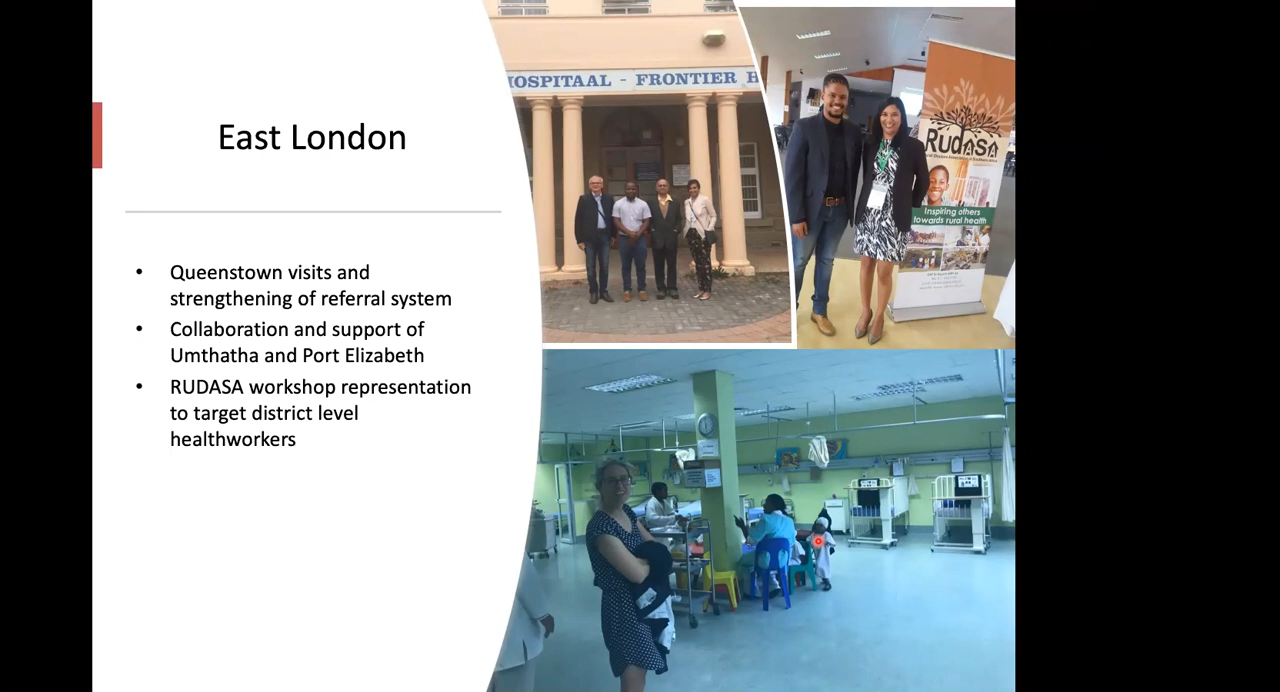 East London
• Queenstown visits and
strengthening of referral system
• Collaboration and support of
Umthatha and Port Elizabeth
• RUDASA workshop representation
to target district level
healthworkers
HOSPITAAL - FRONTIER H
RudASA
Inspiring others
towards rural health